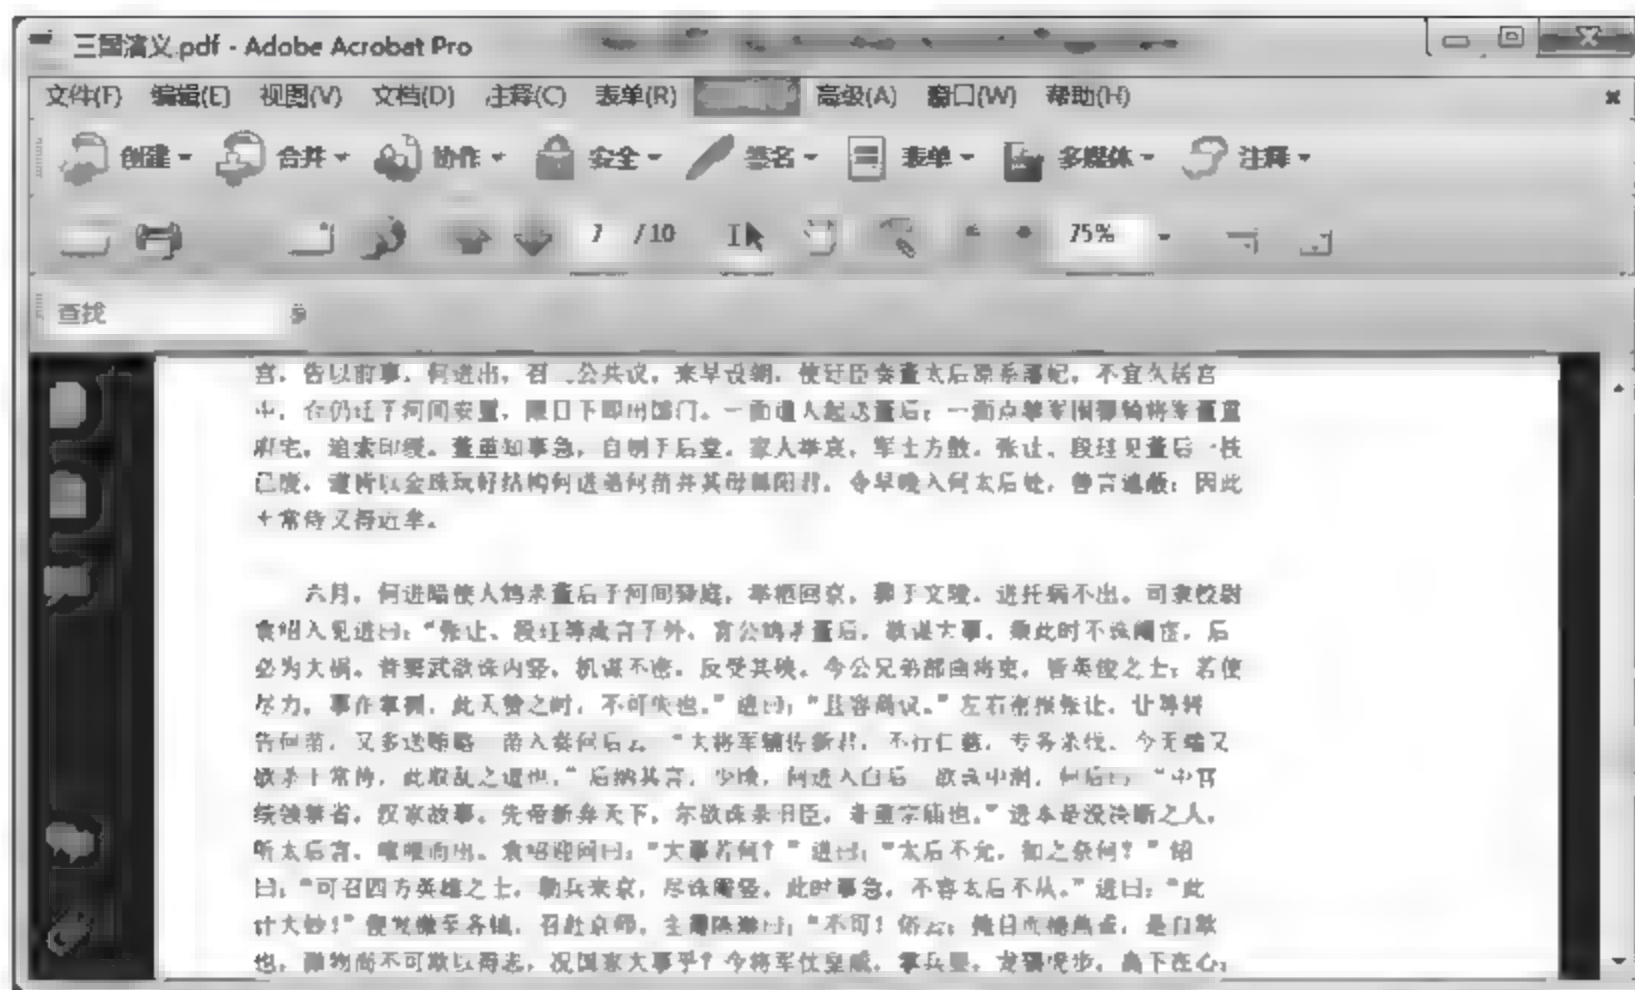 三国演义.pdf - Adobe Acrobat Pro
文件(F) 编辑(E) 视图(V) 文档(D) 注释(C) 表单(R) 高级(A) 窗口(W) 帮助(H)
创建 合并 协作 安全 签名 表单 多媒体 注释
7 / 10 75%
查找
宫，告以前事。何进出，召 公共议。来早设朝，使廷臣奏董太后原系藩妃，不宜久居宫
中，合仍迁于河间安置，限日下即出国门。一面遣人起送董后；一面点禁军围骠骑将军董重
府宅，追索印绶。董重知事急，自刎于后堂。家人举哀，军士方散。张让、段珪见董后一枝
已废，遂皆以金珠玩好结构何进弟何苗并其母舞阳君，令早晚入何太后处，善言遮蔽：因此
十常侍又得近幸。
六月，何进暗使人鸩杀董后于河间驿庭，举柩回京，葬于文陵。进托病不出。司隶校尉
袁绍入见进曰：“张让、段珪等流言于外，言公鸩杀董后，欲谋大事。乘此时不诛阉宦，后
必为大祸。昔窦武欲诛内竖，机谋不密，反受其殃。今公兄弟部曲将吏，皆英俊之士；若使
尽力，事在掌握。此天赞之时，不可失也。”进曰：“且容商议。”左右密报张让，让等转
告何苗，又多送贿赂 苗入奏何后云 “大将军辅佐新君，不行仁慈，专务杀伐。今无端又
欲杀十常侍，此取乱之道也。”后纳其言。少顷，何进入白后 欲诛中涓。何后曰 “中官
统领禁省，汉家故事。先帝新弃天下，尔欲诛杀旧臣，非重宗庙也。”进本是没决断之人，
听太后言，唯唯而出。袁绍迎问曰：“大事若何？”进曰：“太后不允，如之奈何？”绍
曰：“可召四方英雄之士，勒兵来京，尽诛阉竖。此时事急，不容太后不从。”进曰：“此
计大妙！”便发檄至各镇，召赴京师。主簿陈琳曰：“不可！俗云：掩目而捕燕雀，是自欺
也，微物尚不可欺以得志，况国家大事乎？今将军仗皇威，掌兵要，龙骧虎步，高下在心：